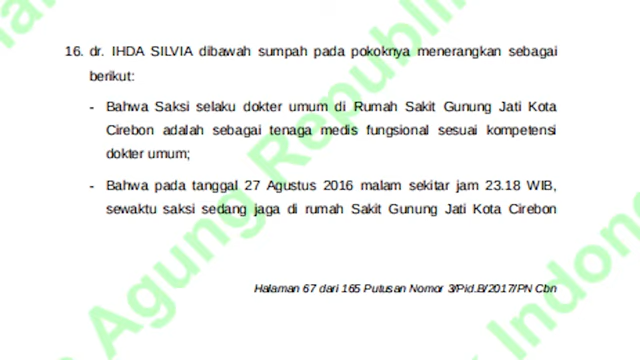 16. dr. IHDA SILVIA dibawah sumpah pada pokoknya menerangkan sebagai
berikut:
- Bahwa Saksi selaku dokter umum di Rumah Sakit Gunung Jati Kota
Cirebon adalah sebagai tenaga medis fungsional sesuai kompetensi
dokter umum;
- Bahwa pada tanggal 27 Agustus 2016 malam sekitar jam 23.18 WIB,
sewaktu saksi sedang jaga di rumah Sakit Gunung Jati Kota Cirebon
Halaman 67 dari 165 Putusan Nomor 3/Pid.B/2017/PN Cbn
Agung Republi
Indon